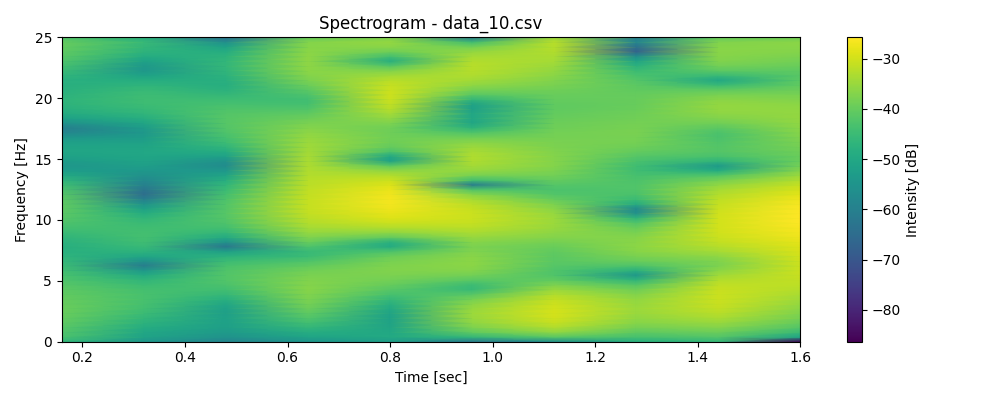 Spectrogram - data_10.csv
25
20
15
10
5
0
Frequency [Hz]
0.2 0.4 0.6 0.8 1.0 1.2 1.4 1.6
Time [sec]
−30
−40
−50
−60
−70
−80
Intensity [dB]